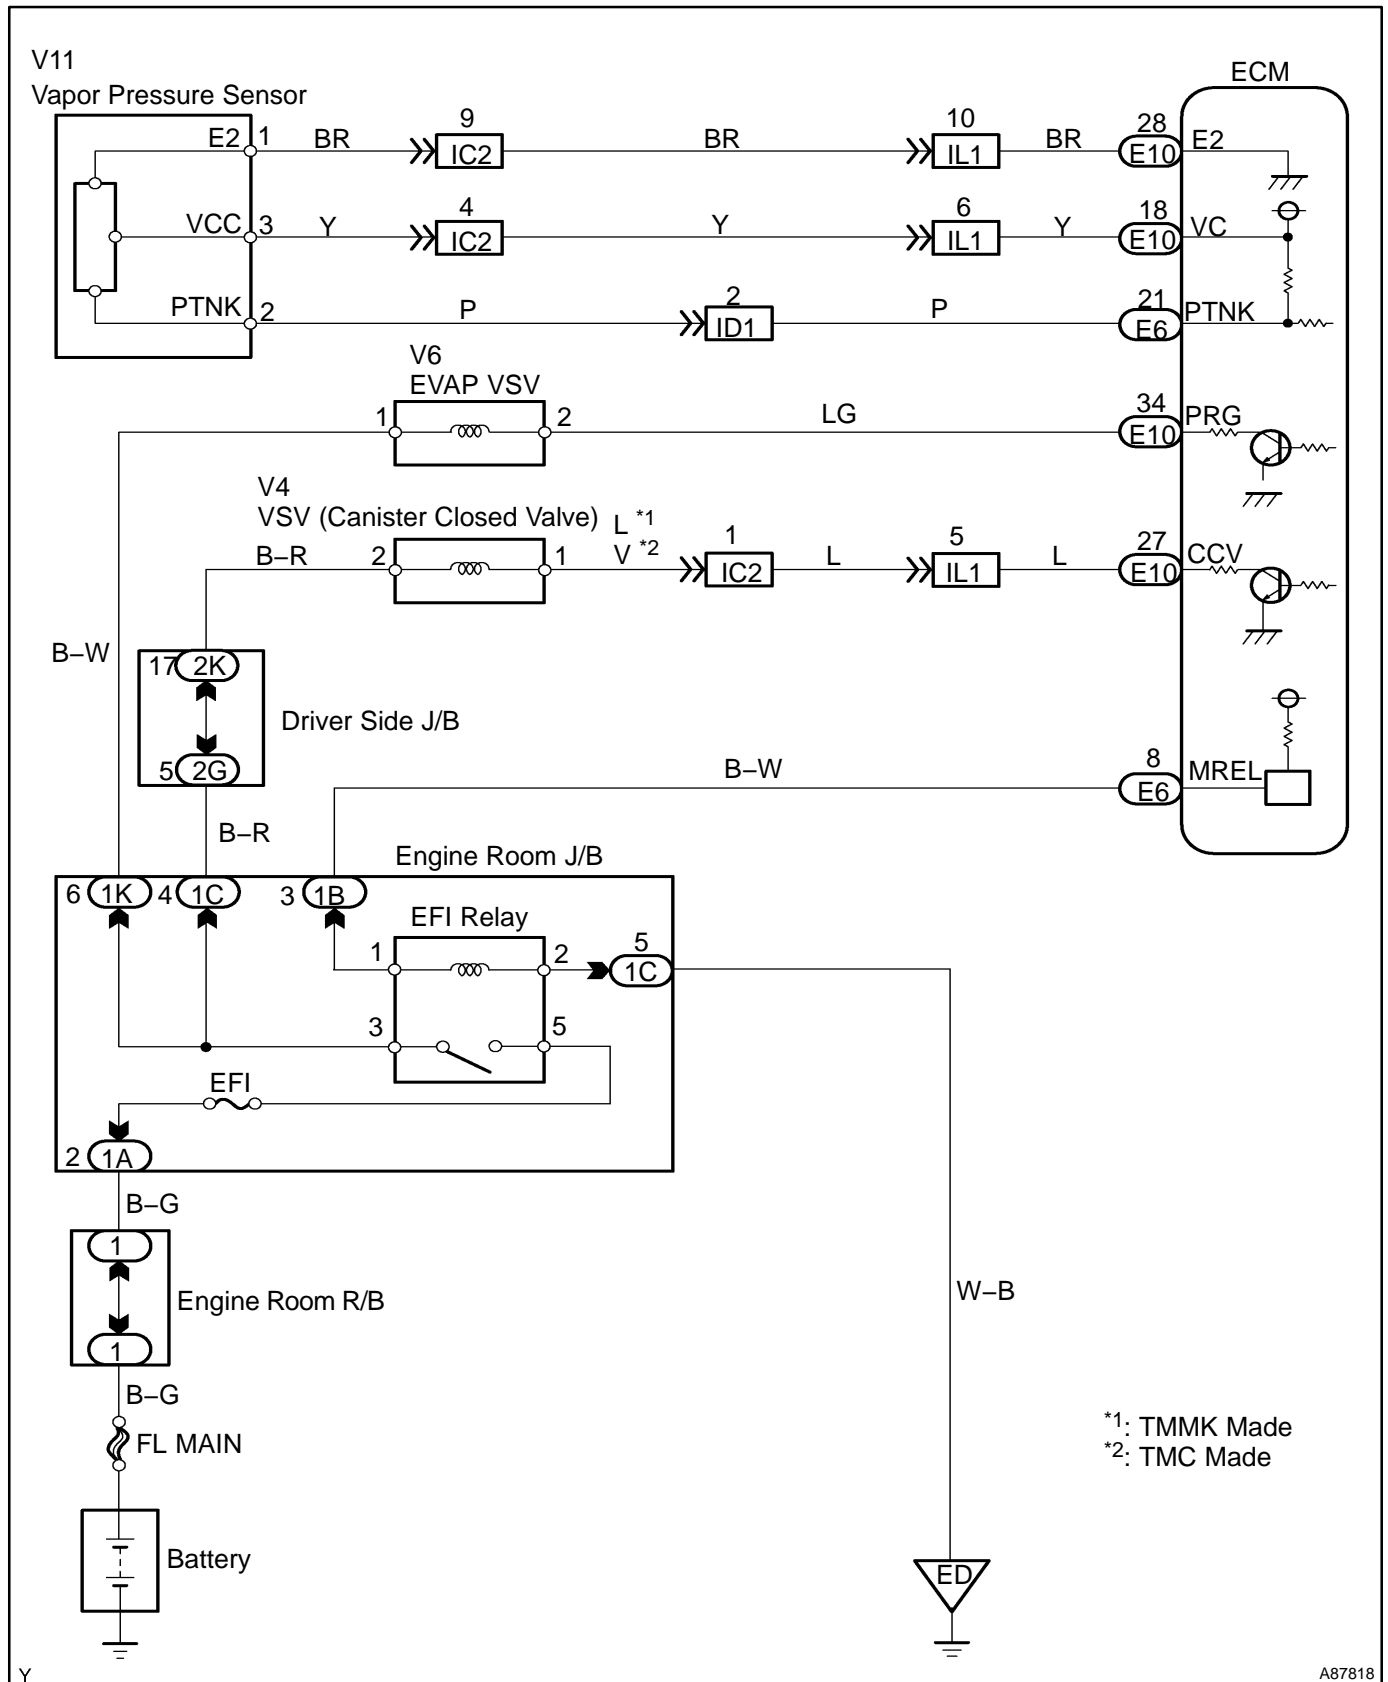 V11
Vapor Pressure Sensor
ECM
E2 1 BR 9 IC2 BR 10 IL1 BR 28 E10 E2
VCC 3 Y 4 IC2 Y 6 IL1 Y 18 E10 VC
PTNK 2 P 2 ID1 P 21 E6 PTNK
V6
EVAP VSV
1 2 LG 34 E10 PRG
V4
VSV (Canister Closed Valve)
L *1
V *2
B–R 2 1 1 IC2 L 5 IL1 L 27 E10 CCV
B–W
17 2K
Driver Side J/B
5 2G
B–R
B–W 8 E6 MREL
Engine Room J/B
6 1K 4 1C 3 1B
EFI Relay
1 2 5 1C
3 5
EFI
2 1A
B–G
1
Engine Room R/B
1
B–G
FL MAIN
Battery
W–B
ED
*1: TMMK Made
*2: TMC Made
Y
A87818